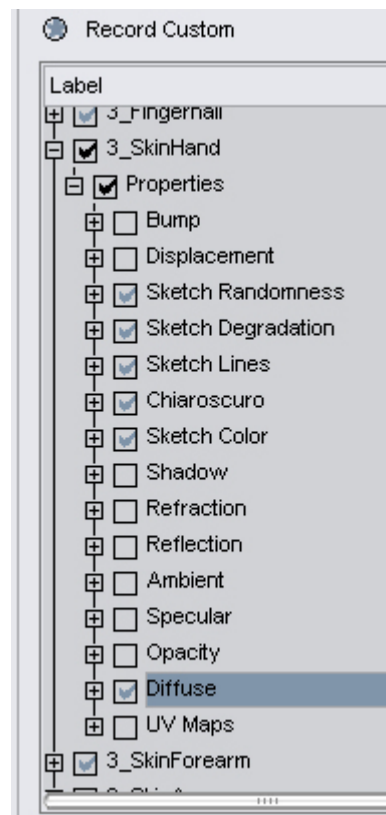 Record Custom
Label
3_Fingernail
3_SkinHand
Properties
Bump
Displacement
Sketch Randomness
Sketch Degradation
Sketch Lines
Chiaroscuro
Sketch Color
Shadow
Refraction
Reflection
Ambient
Specular
Opacity
Diffuse
UV Maps
3_SkinForearm